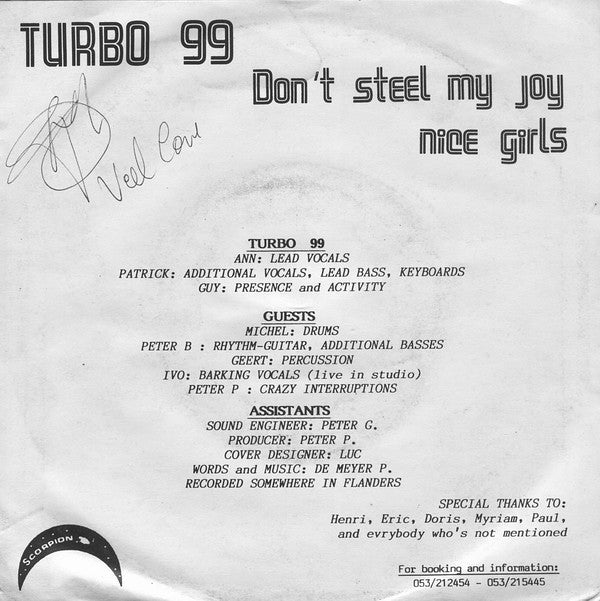 TURBO 99
Don't steel my joy
nice girls
Veel
TURBO 99
ANN: LEAD VOCALS
PATRICK: ADDITIONAL VOCALS, LEAD BASS, KEYBOARDS
GUY: PRESENCE and ACTIVITY
GUESTS
MICHEL: DRUMS
PETER B : RHYTHM-GUITAR, ADDITIONAL BASSES
GEERT: PERCUSSION
IVO: BARKING VOCALS (live in studio)
PETER P : CRAZY INTERRUPTIONS
ASSISTANTS
SOUND ENGINEER: PETER G.
PRODUCER: PETER P.
COVER DESIGNER: LUC
WORDS and MUSIC: DE MEYER P.
RECORDED SOMEWHERE IN FLANDERS
SPECIAL THANKS TO:
Henri, Eric, Doris, Myriam, Paul,
and evrybody who's not mentioned
SCORPION
For booking and information:
053/212454 - 053/215445